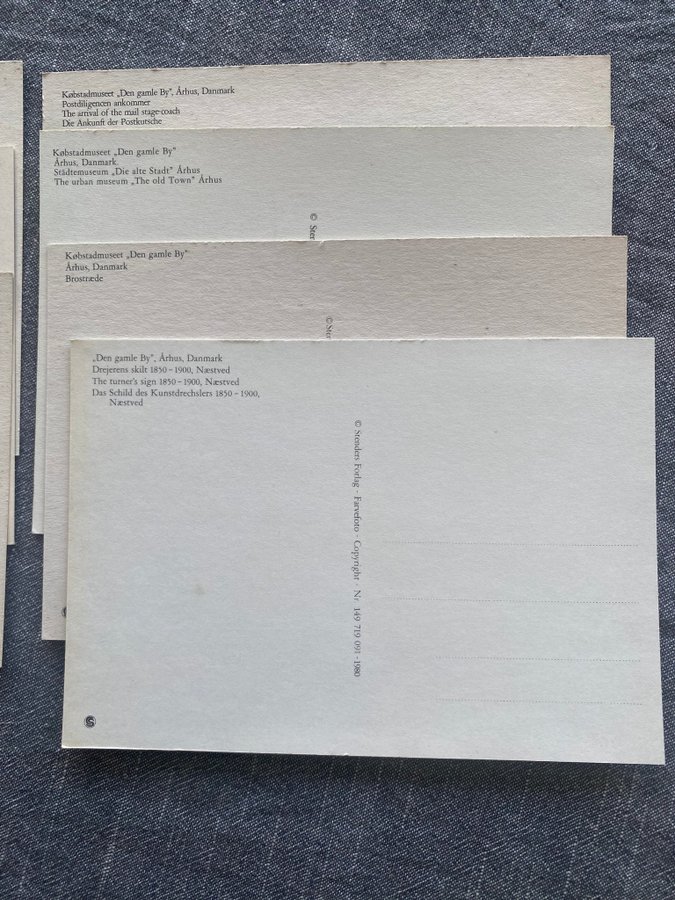 Købstadmuseet „Den gamle By”, Århus, Danmark
Postdiligencen ankommer
The arrival of the mail stage-coach
Die Ankunft der Postkutsche
Købstadmuseet „Den gamle By”
Århus, Danmark.
Städtemuseum „Die alte Stadt” Århus
The urban museum „The old Town” Århus
© Sten
Købstadmuseet „Den gamle By”
Århus, Danmark
Brostræde
© Sten
„Den gamle By”, Århus, Danmark
Drejerens skilt 1850 – 1900, Næstved
The turner's sign 1850 – 1900, Næstved
Das Schild des Kunstdrechslers 1850 – 1900,
Næstved
© Stenders Forlag - Farvefoto - Copyright - Nr. 149 719 091 - 1980